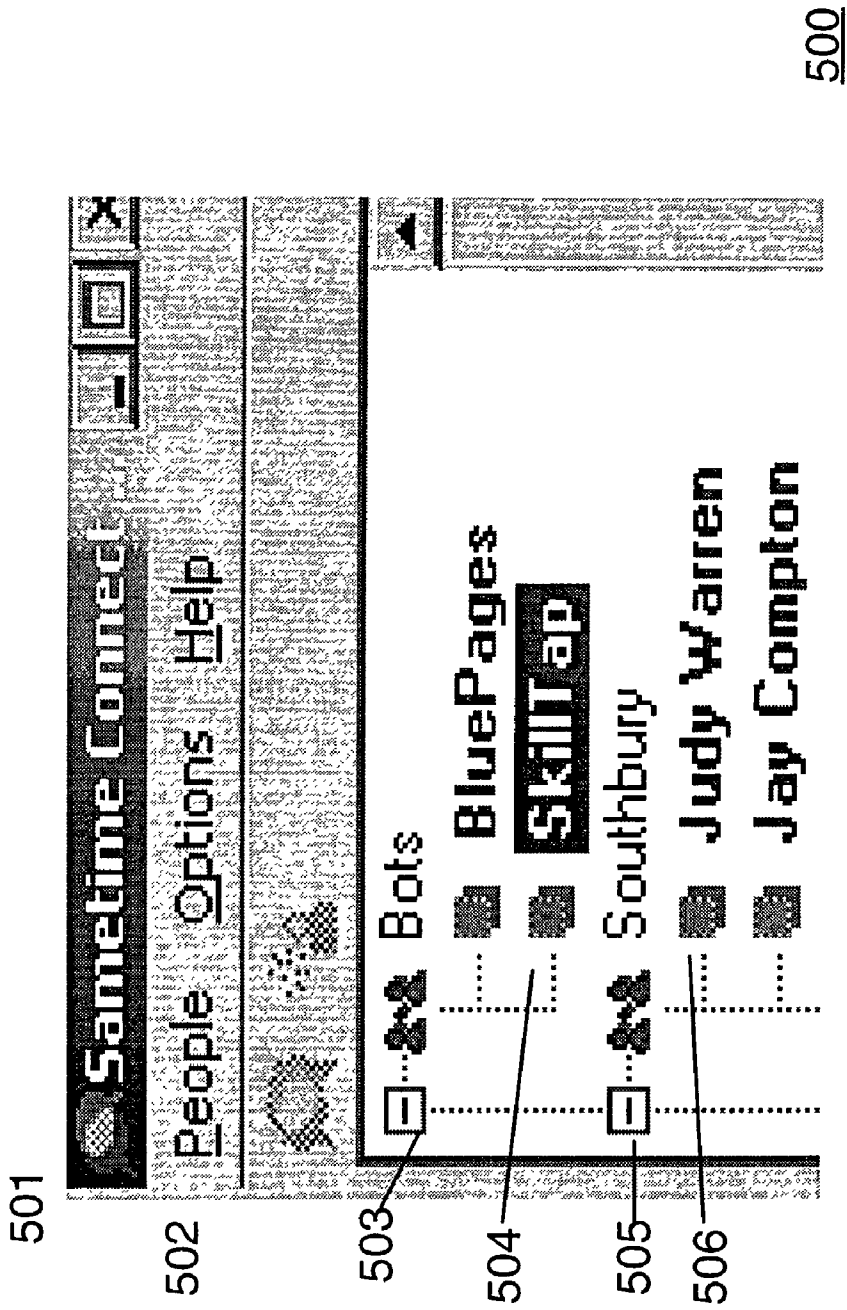 501
Sametime Connect...
502
People Options Help
503
Bots
BluePages
504
SkillTap
505
Southbury
506
Judy Warren
Jay Compton
500